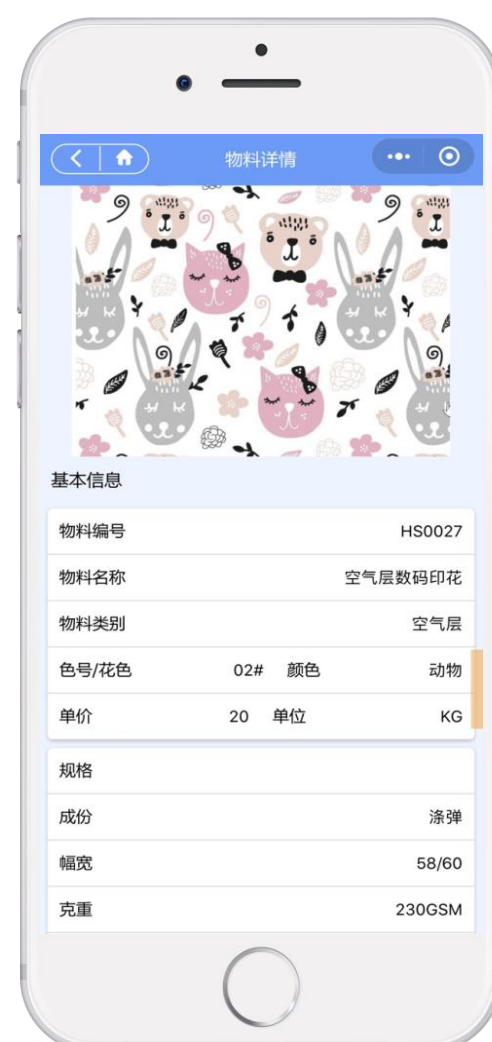 物料详情
基本信息
物料编号 HS0027
物料名称 空气层数码印花
物料类别 空气层
色号/花色 02# 颜色 动物
单价 20 单位 KG
规格
成份 涤弹
幅宽 58/60
克重 230GSM